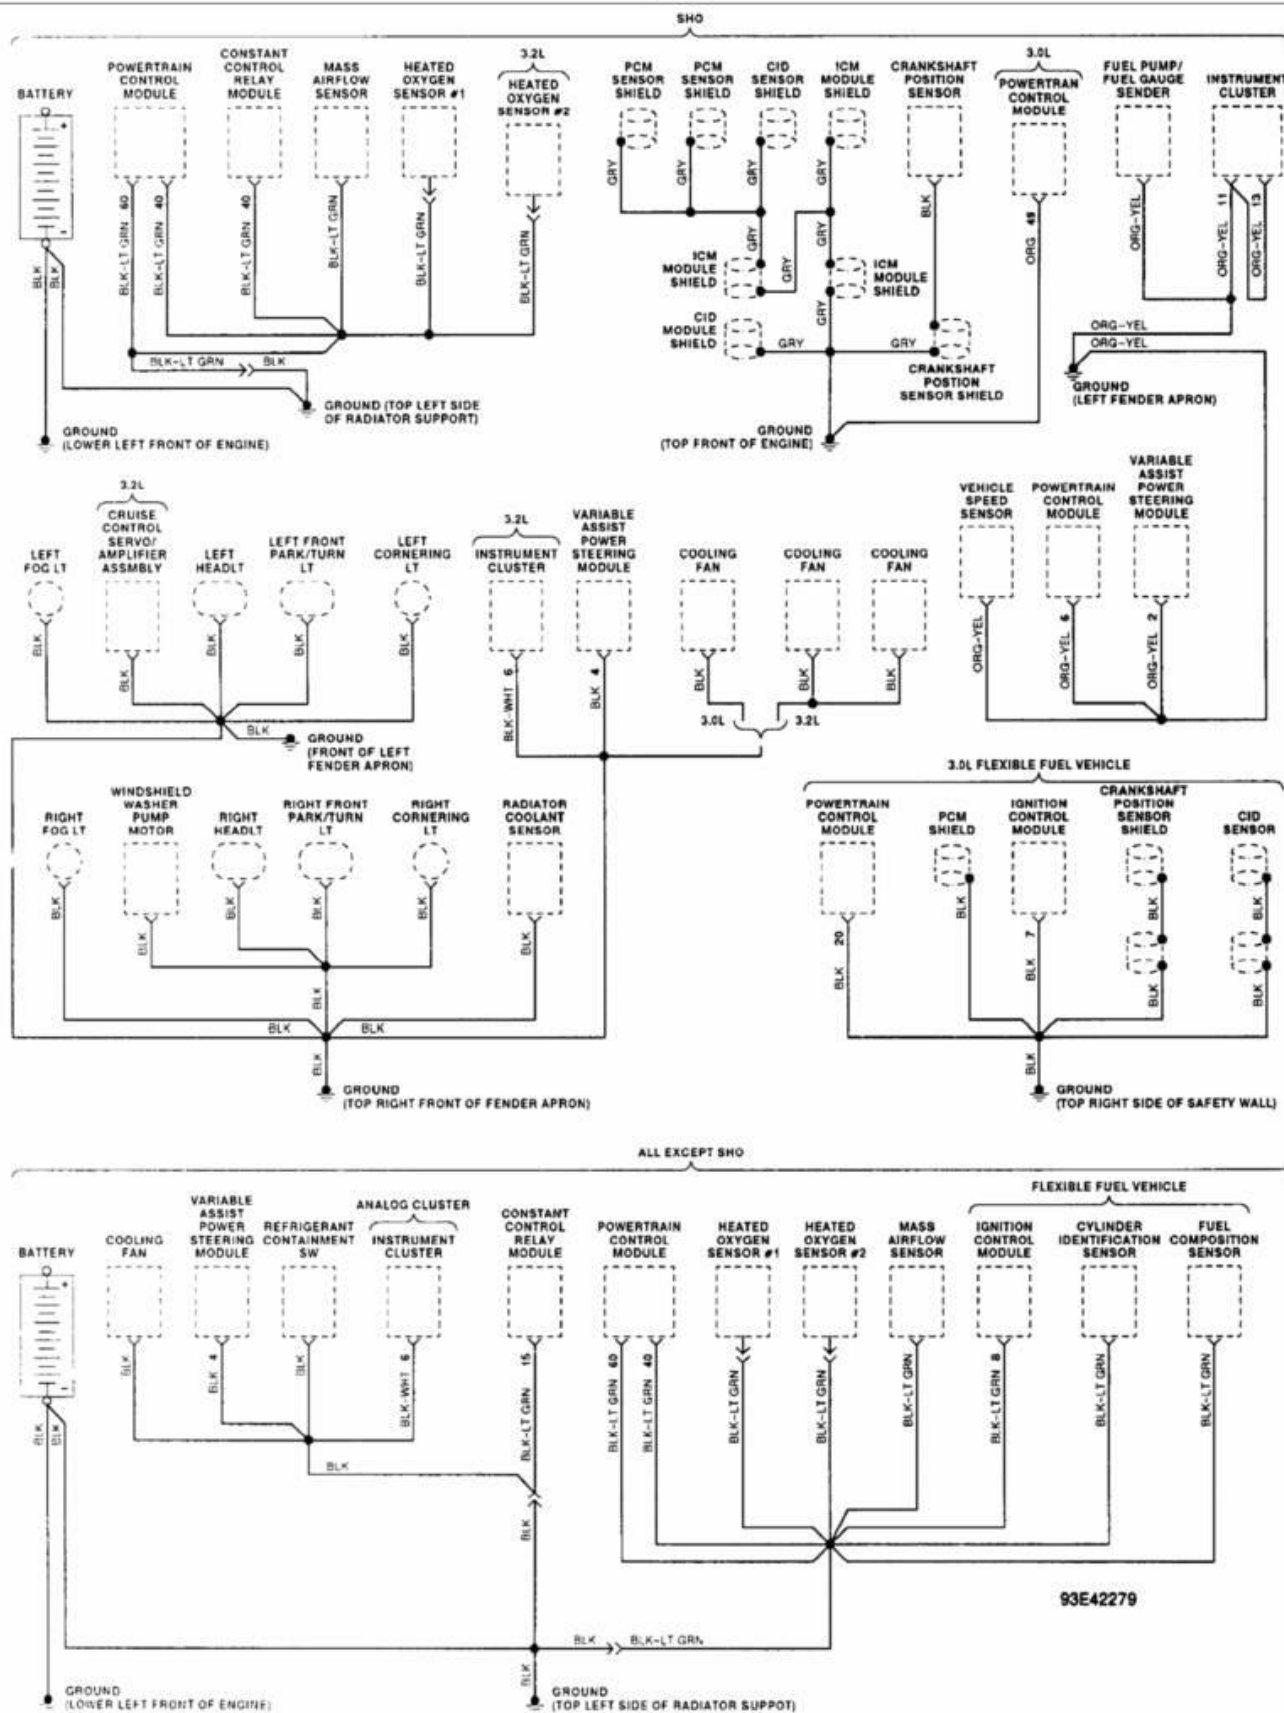 SHO
BATTERY
POWERTRAIN
CONTROL
MODULE
CONSTANT
CONTROL
RELAY
MODULE
MASS
AIRFLOW
SENSOR
HEATED
OXYGEN
SENSOR #1
3.2L
HEATED
OXYGEN
SENSOR #2
PCM
SENSOR
SHIELD
PCM
SENSOR
SHIELD
CID
SENSOR
SHIELD
ICM
MODULE
SHIELD
CRANKSHAFT
POSITION
SENSOR
3.0L
POWERTRAN
CONTROL
MODULE
FUEL PUMP/
FUEL GAUGE
SENDER
INSTRUMENT
CLUSTER
BLK
BLK
BLK-LT GRN 60
BLK-LT GRN 40
BLK-LT GRN 40
BLK-LT GRN
BLK-LT GRN
BLK-LT GRN
GRY
GRY
GRY
GRY
BLK
ORG 49
ORG-YEL
ORG-YEL 11
ORG-YEL 13
GRY
GRY
GRY
ICM
MODULE
SHIELD
ICM
MODULE
SHIELD
GRY
CID
MODULE
SHIELD
GRY
GRY
CRANKSHAFT
POSTION
SENSOR SHIELD
ORG-YEL
ORG-YEL
BLK-LT GRN
BLK
GROUND (TOP LEFT SIDE
OF RADIATOR SUPPORT)
GROUND
(LOWER LEFT FRONT OF ENGINE)
GROUND
(TOP FRONT OF ENGINE)
GROUND
(LEFT FENDER APRON)
LEFT
FOG LT
3.2L
CRUISE
CONTROL
SERVO/
AMPLIFIER
ASSMBLY
LEFT
HEADLT
LEFT FRONT
PARK/TURN
LT
LEFT
CORNERING
LT
3.2L
INSTRUMENT
CLUSTER
VARIABLE
ASSIST
POWER
STEERING
MODULE
COOLING
FAN
COOLING
FAN
COOLING
FAN
VEHICLE
SPEED
SENSOR
POWERTRAIN
CONTROL
MODULE
VARIABLE
ASSIST
POWER
STEERING
MODULE
BLK
BLK
BLK
BLK
BLK
BLK-WHT 6
BLK 4
BLK
BLK
BLK
ORG-YEL
ORG-YEL 6
ORG-YEL 2
3.0L
3.2L
BLK
GROUND
(FRONT OF LEFT
FENDER APRON)
RIGHT
FOG LT
WINDSHIELD
WASHER
PUMP
MOTOR
RIGHT
HEADLT
RIGHT FRONT
PARK/TURN
LT
RIGHT
CORNERING
LT
RADIATOR
COOLANT
SENSOR
BLK
BLK
BLK
BLK
BLK
BLK
BLK
BLK
BLK
BLK
GROUND
(TOP RIGHT FRONT OF FENDER APRON)
3.0L FLEXIBLE FUEL VEHICLE
POWERTRAIN
CONTROL
MODULE
PCM
SHIELD
IGNITION
CONTROL
MODULE
CRANKSHAFT
POSITION
SENSOR
SHIELD
CID
SENSOR
BLK 20
BLK
BLK 7
BLK
BLK
BLK
BLK
BLK
GROUND
(TOP RIGHT SIDE OF SAFETY WALL)
ALL EXCEPT SHO
BATTERY
COOLING
FAN
VARIABLE
ASSIST
POWER
STEERING
MODULE
REFRIGERANT
CONTAINMENT
SW
ANALOG CLUSTER
INSTRUMENT
CLUSTER
CONSTANT
CONTROL
RELAY
MODULE
POWERTRAIN
CONTROL
MODULE
HEATED
OXYGEN
SENSOR #1
HEATED
OXYGEN
SENSOR #2
MASS
AIRFLOW
SENSOR
FLEXIBLE FUEL VEHICLE
IGNITION
CONTROL
MODULE
CYLINDER
IDENTIFICATION
SENSOR
FUEL
COMPOSITION
SENSOR
BLK
BLK
BLK
BLK 4
BLK
BLK-WHT 6
BLK-LT GRN 15
BLK-LT GRN 60
BLK-LT GRN 40
BLK-LT GRN
BLK-LT GRN
BLK-LT GRN
BLK-LT GRN 8
BLK-LT GRN
BLK-LT GRN
BLK
BLK
93E42279
BLK
BLK-LT GRN
BLK
GROUND
(LOWER LEFT FRONT OF ENGINE)
GROUND
(TOP LEFT SIDE OF RADIATOR SUPPOT)